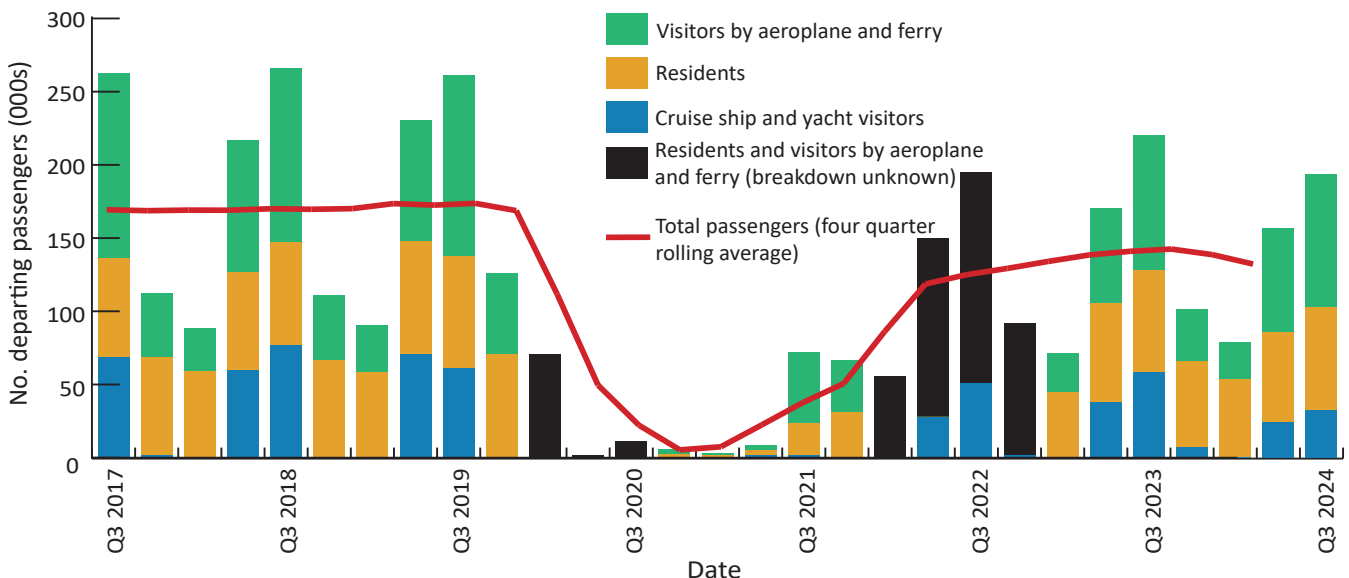 300
250
200
150
100
50
0
No. departing passengers (000s)
Visitors by aeroplane and ferry
Residents
Cruise ship and yacht visitors
Residents and visitors by aeroplane
and ferry (breakdown unknown)
Total passengers (four quarter
rolling average)
Q3 2017
Q3 2018
Q3 2019
Q3 2020
Q3 2021
Q3 2022
Q3 2023
Q3 2024
Date